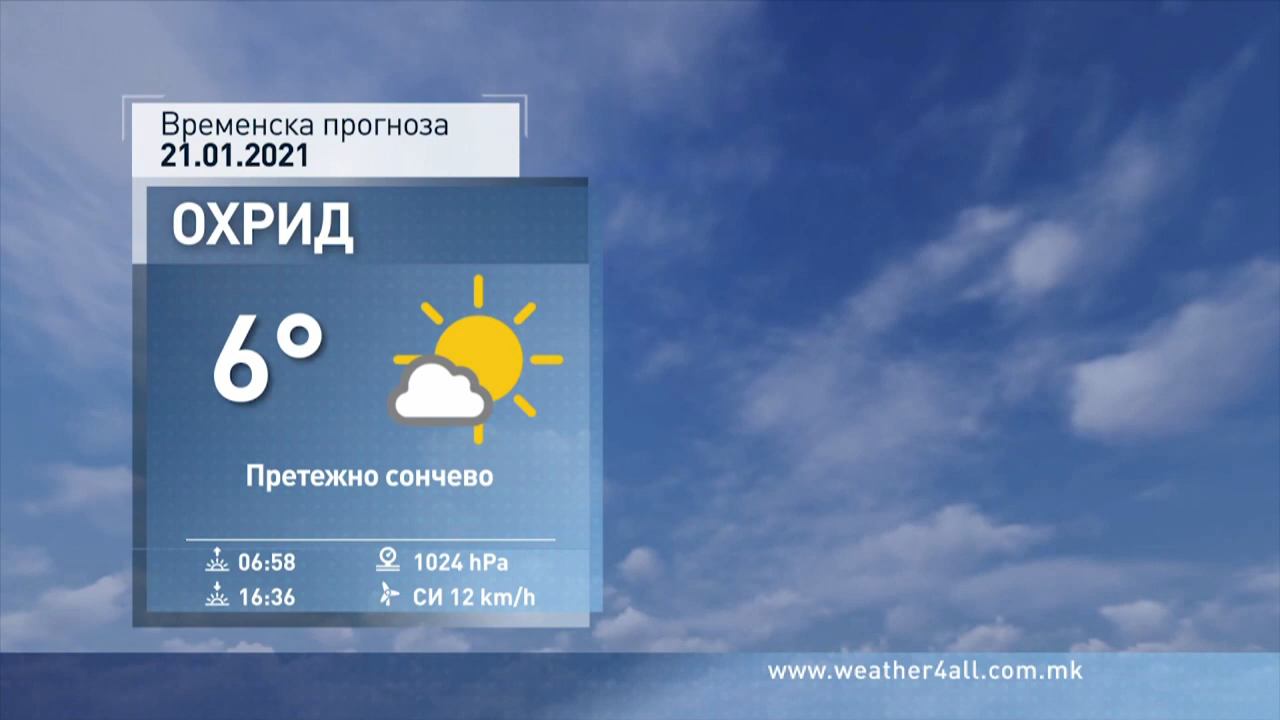 Временска прогноза
21.01.2021
ОХРИД
6°
Претежно сончево
06:58
1024 hPa
16:36
СИ 12 km/h
www.weather4all.com.mk